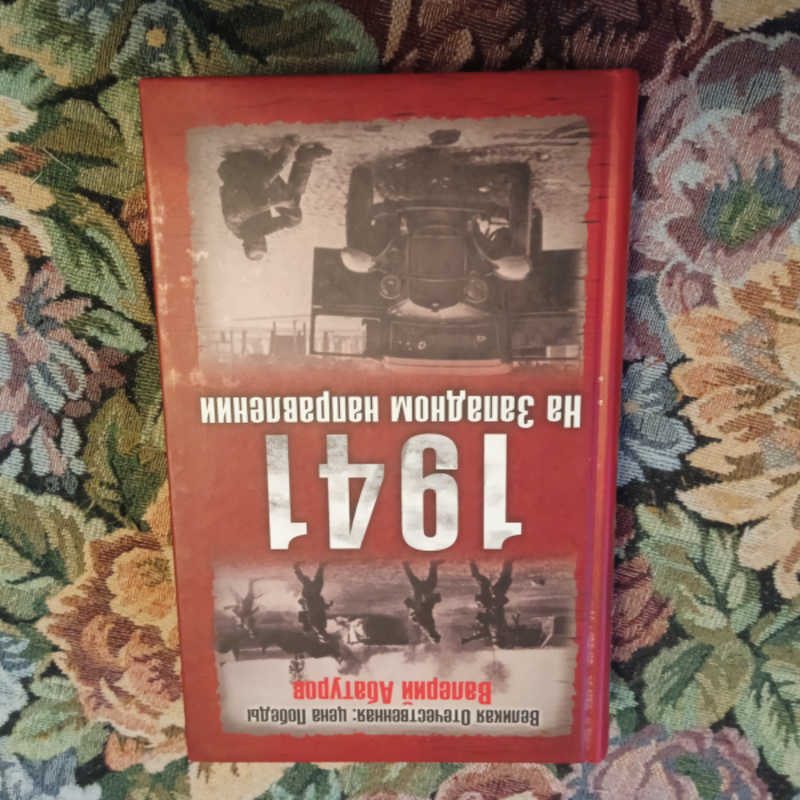 Великая Отечественная: цена Победы
Валерий Абатуров
1941
На Западном направлении